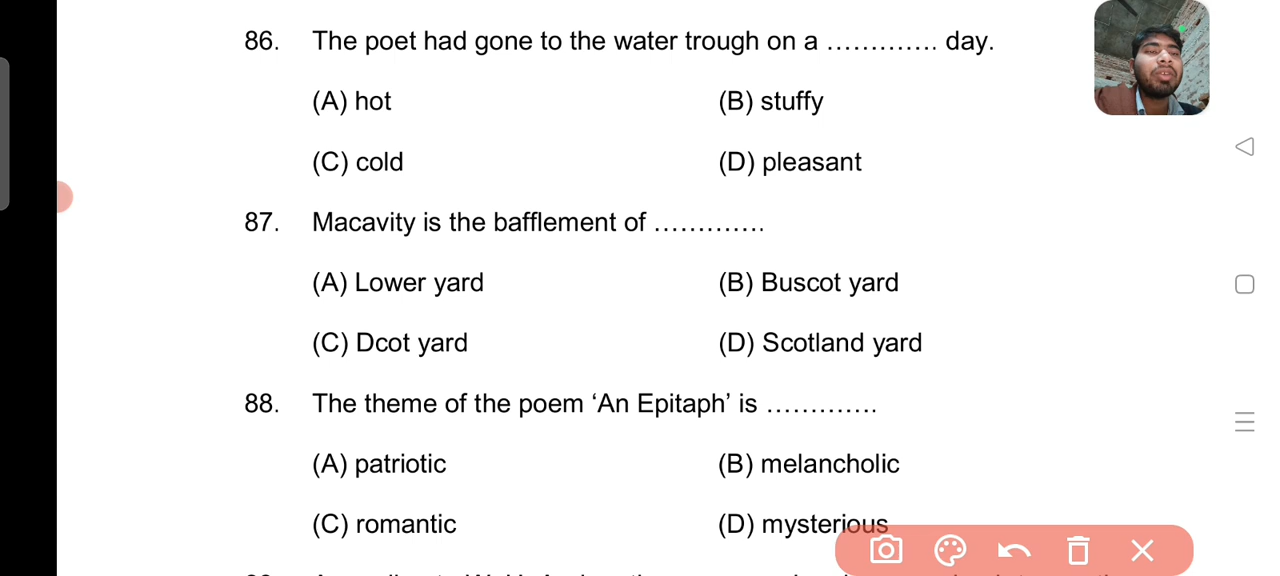 86. The poet had gone to the water trough on a ............. day.
(A) hot (B) stuffy
(C) cold (D) pleasant
87. Macavity is the bafflement of .............
(A) Lower yard (B) Buscot yard
(C) Dcot yard (D) Scotland yard
88. The theme of the poem ‘An Epitaph’ is .............
(A) patriotic (B) melancholic
(C) romantic (D) mysterious